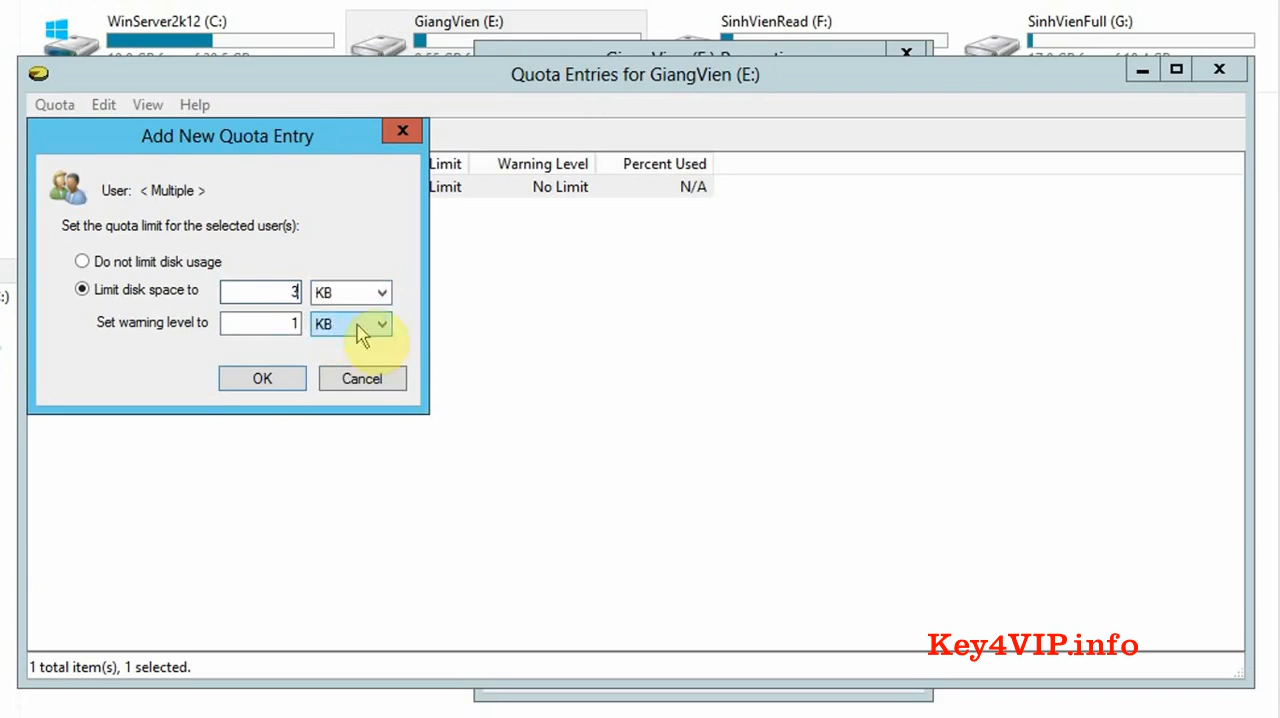 WinServer2k12 (C:)
GiangVien (E:)
SinhVienRead (F:)
SinhVienFull (G:)
Quota Entries for GiangVien (E:)
Quota Edit View Help
Add New Quota Entry
Limit Warning Level Percent Used
Limit No Limit N/A
User: < Multiple >
Set the quota limit for the selected user(s):
Do not limit disk usage
Limit disk space to 3 KB
Set warning level to 1 KB
OK Cancel
:)
Key4VIP.info
1 total item(s), 1 selected.